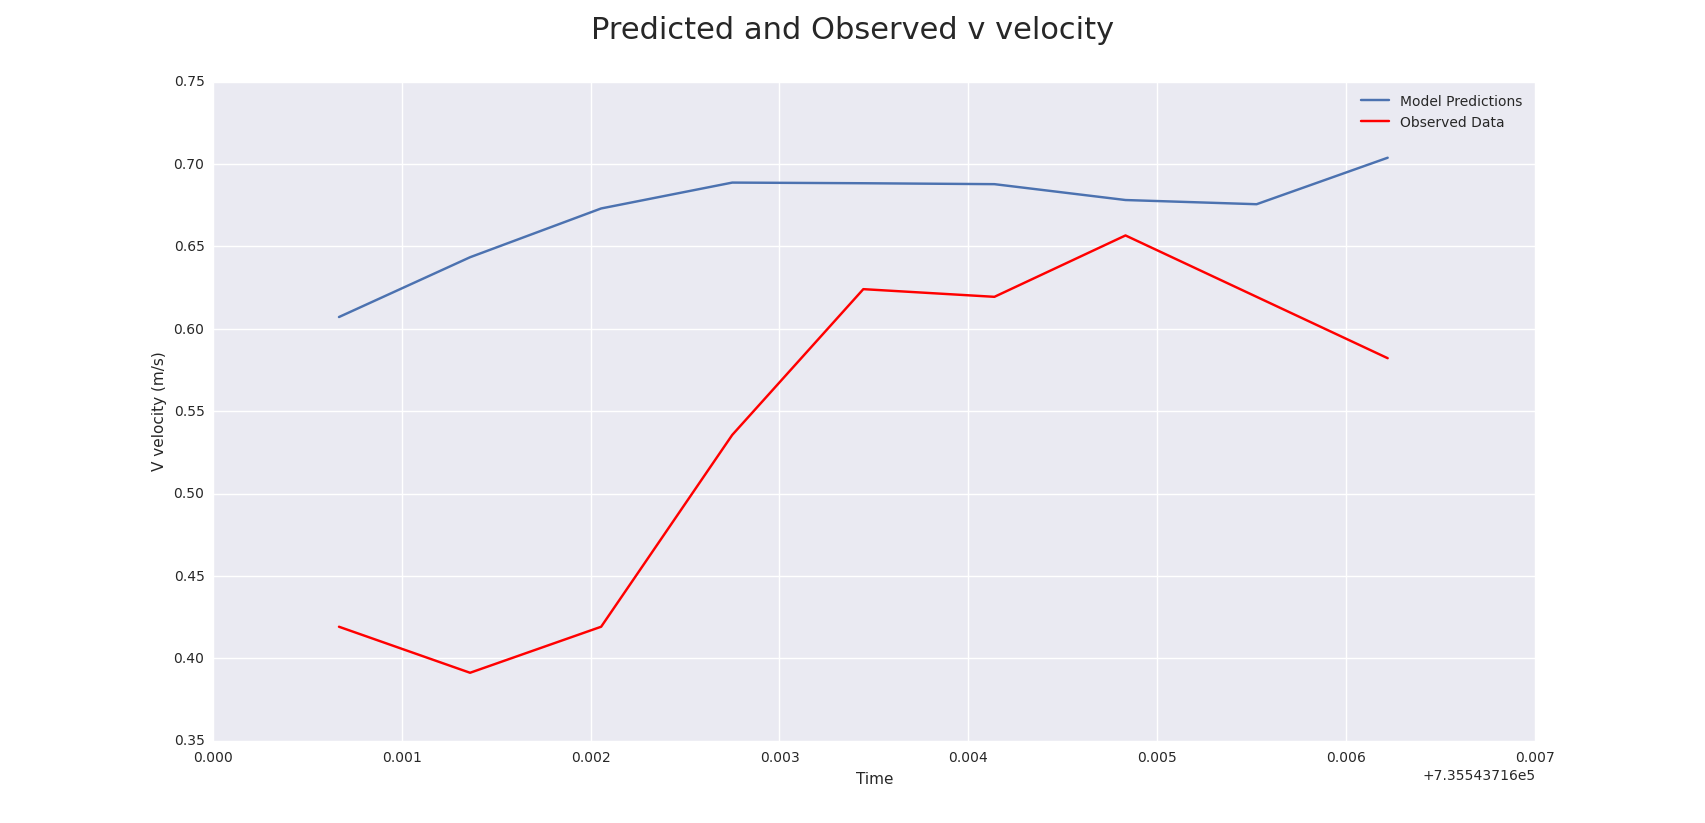 Predicted and Observed v velocity
Model Predictions
Observed Data
0.75
0.70
0.65
0.60
0.55
0.50
0.45
0.40
0.35
V velocity (m/s)
0.000 0.001 0.002 0.003 0.004 0.005 0.006 0.007
Time
+7.35543716e5